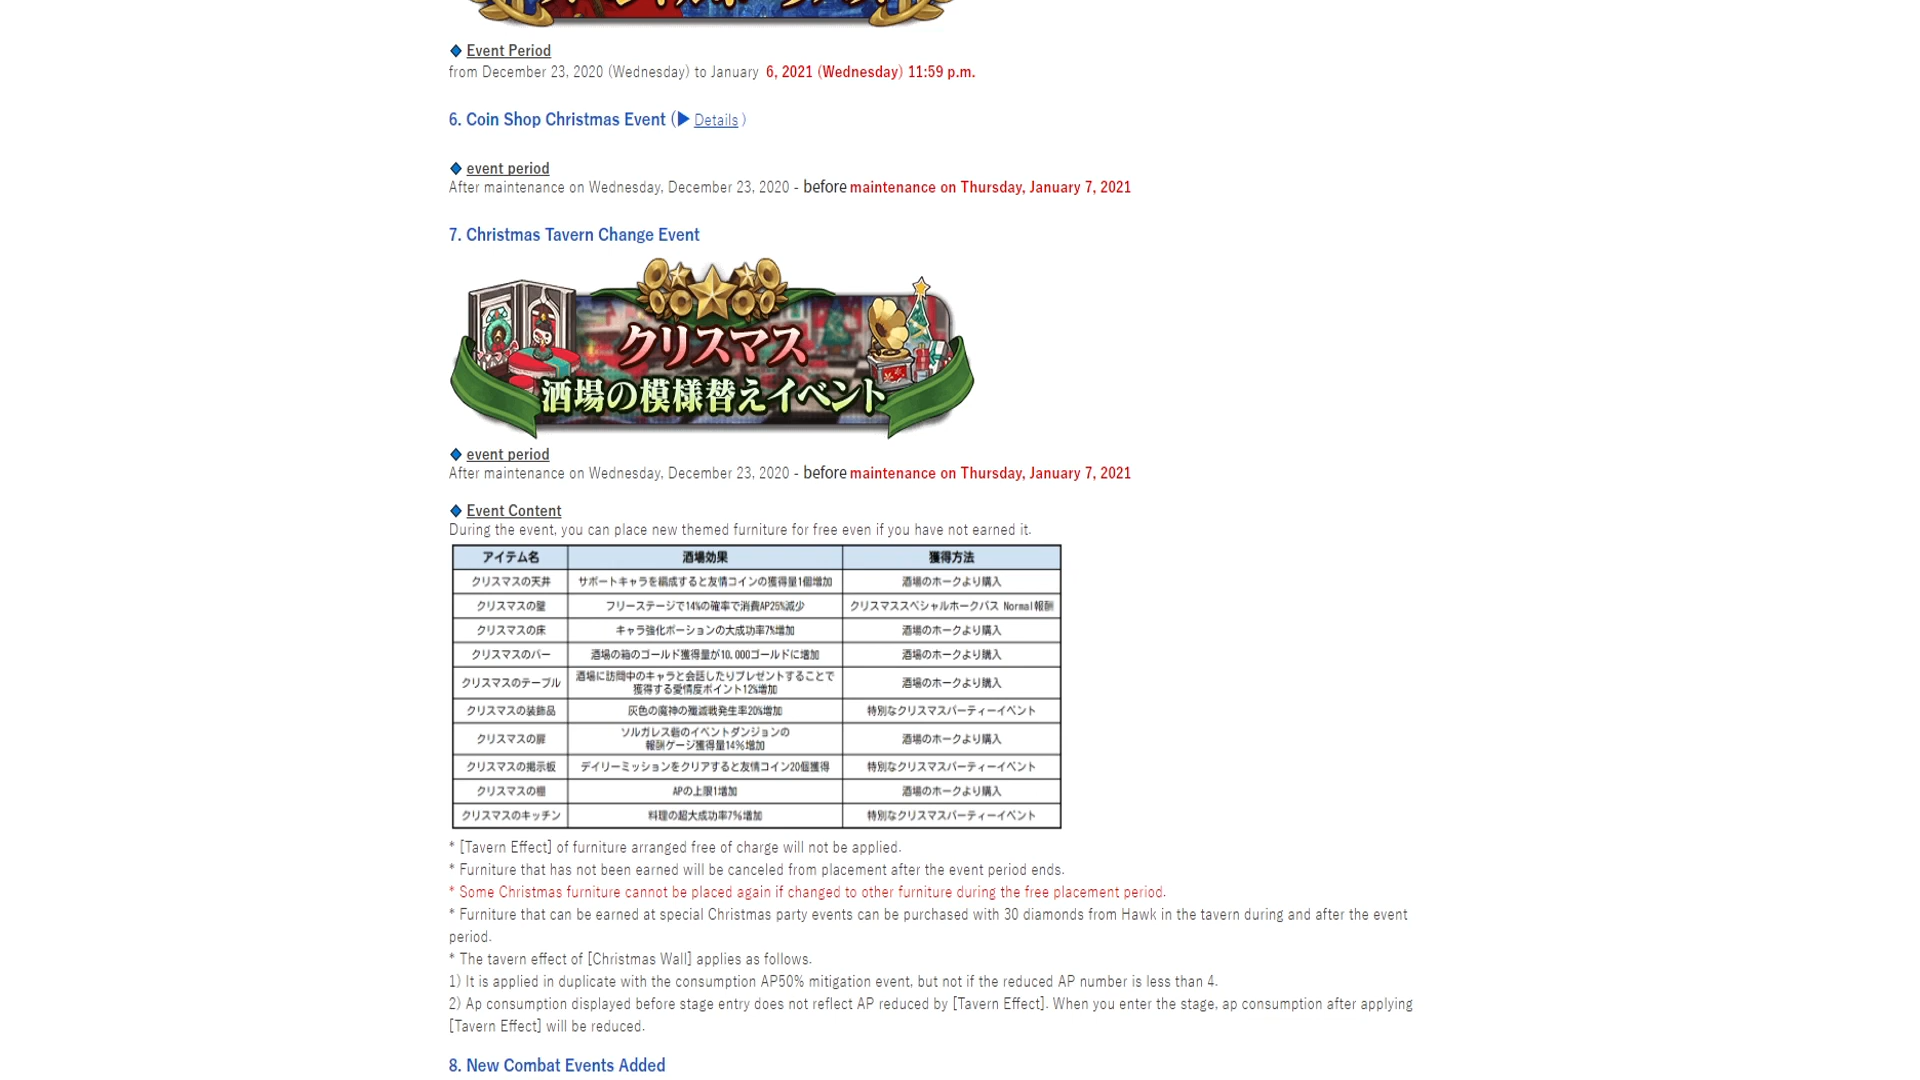 Event Period
from December 23, 2020 (Wednesday) to January 6, 2021 (Wednesday) 11:59 p.m.
6. Coin Shop Christmas Event (▶ Details )
event period
After maintenance on Wednesday, December 23, 2020 - before maintenance on Thursday, January 7, 2021
7. Christmas Tavern Change Event
クリスマス
酒場の模様替えイベント
event period
After maintenance on Wednesday, December 23, 2020 - before maintenance on Thursday, January 7, 2021
Event Content
During the event, you can place new themed furniture for free even if you have not earned it.
アイテム名 酒場効果 獲得方法
クリスマスの天井 サポートキャラを編成すると友情コインの獲得量1個増加 酒場のホークより購入
クリスマスの壁 フリーステージで14%の確率で消費AP25%減少 クリスマススペシャルホークパス Normal報酬
クリスマスの床 キャラ強化ポーションの大成功率7%増加 酒場のホークより購入
クリスマスのバー 酒場の箱のゴールド獲得量が10,000ゴールドに増加 酒場のホークより購入
クリスマスのテーブル 酒場に訪問中のキャラと会話したりプレゼントすることで 酒場のホークより購入
獲得する愛情度ポイント12%増加
クリスマスの装飾品 灰色の魔神の殲滅戦発生率20%増加 特別なクリスマスパーティーイベント
クリスマスの扉 ソルガレス砦のイベントダンジョンの 酒場のホークより購入
報酬ゲージ獲得量14%増加
クリスマスの掲示板 デイリーミッションをクリアすると友情コイン20個獲得 特別なクリスマスパーティーイベント
クリスマスの棚 APの上限1増加 酒場のホークより購入
クリスマスのキッチン 料理の超大成功率7%増加 特別なクリスマスパーティーイベント
* [Tavern Effect] of furniture arranged free of charge will not be applied.
* Furniture that has not been earned will be canceled from placement after the event period ends.
* Some Christmas furniture cannot be placed again if changed to other furniture during the free placement period.
* Furniture that can be earned at special Christmas party events can be purchased with 30 diamonds from Hawk in the tavern during and after the event
period.
* The tavern effect of [Christmas Wall] applies as follows.
1) It is applied in duplicate with the consumption AP50% mitigation event, but not if the reduced AP number is less than 4.
2) Ap consumption displayed before stage entry does not reflect AP reduced by [Tavern Effect]. When you enter the stage, ap consumption after applying
[Tavern Effect] will be reduced.
8. New Combat Events Added